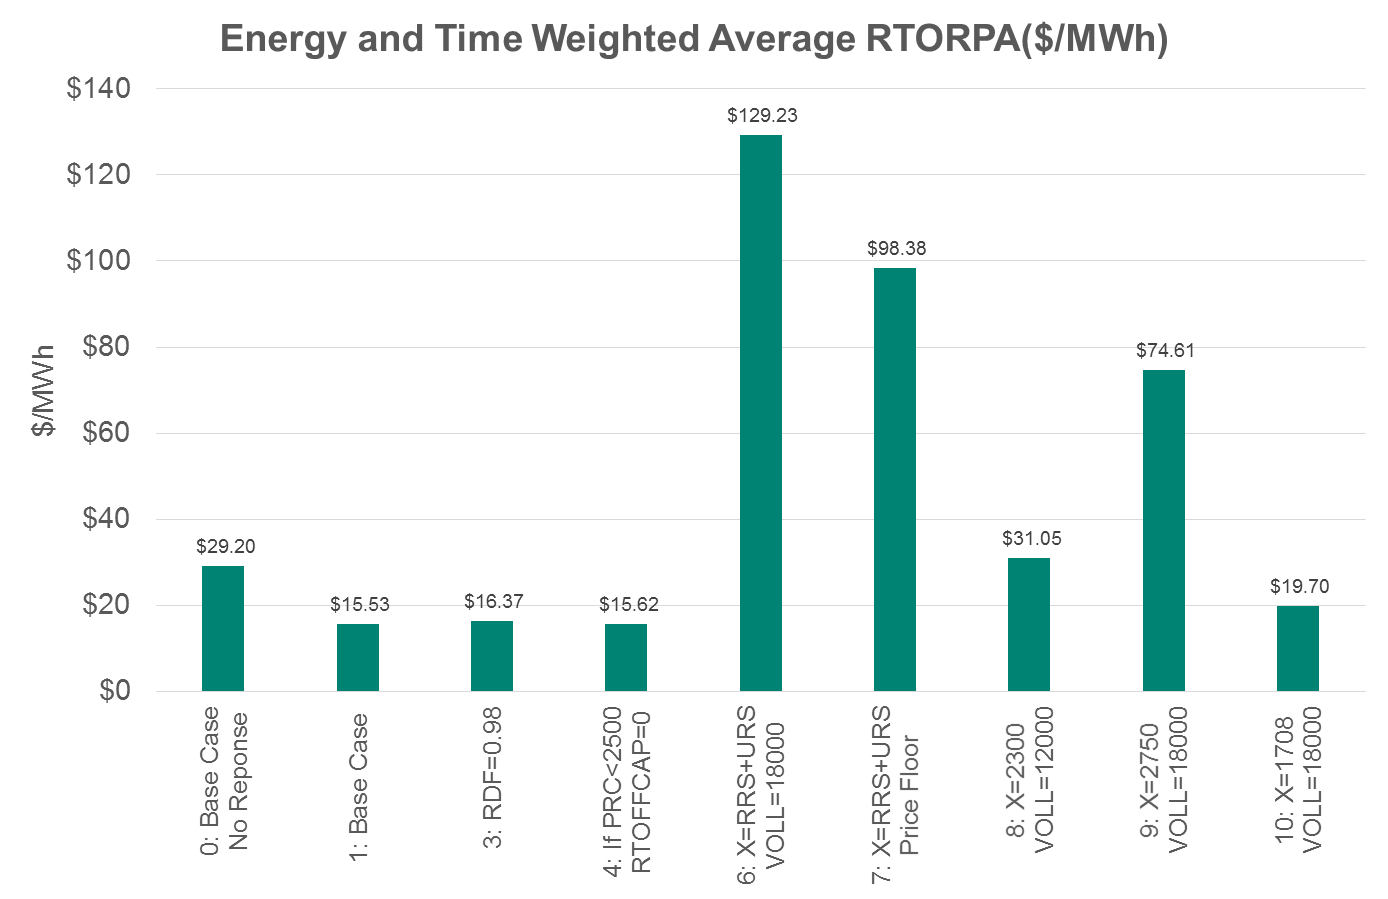 Energy and Time Weighted Average RTORPA($/MWh)
$140
$120
$100
$80
$60
$40
$20
$0
$/MWh
$29.20
$15.53
$16.37
$15.62
$129.23
$98.38
$31.05
$74.61
$19.70
0: Base Case
No Reponse
1: Base Case
3: RDF=0.98
4: If PRC<2500
RTOFFCAP=0
6: X=RRS+URS
VOLL=18000
7: X=RRS+URS
Price Floor
8: X=2300
VOLL=12000
9: X=2750
VOLL=18000
10: X=1708
VOLL=18000